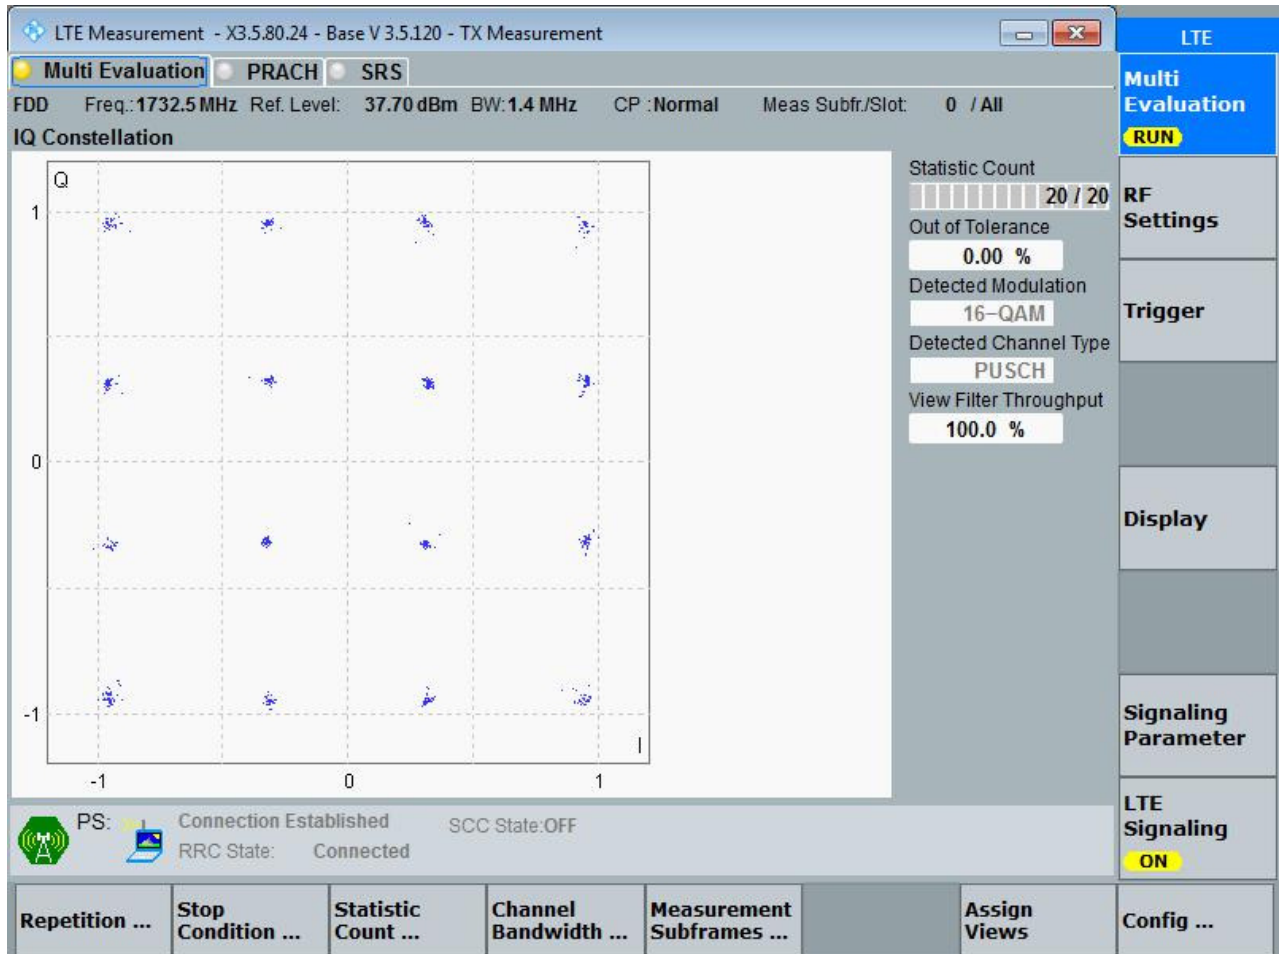 LTE Measurement - X3.5.80.24 - Base V 3.5.120 - TX Measurement
LTE
Multi Evaluation PRACH SRS
FDD Freq.:1732.5 MHz Ref. Level: 37.70 dBm BW:1.4 MHz CP :Normal Meas Subfr./Slot: 0 / All
IQ Constellation
Multi
Evaluation
RUN
Q
1
0
-1
-1 0 1
I
Statistic Count
20 / 20
Out of Tolerance
0.00 %
Detected Modulation
16-QAM
Detected Channel Type
PUSCH
View Filter Throughput
100.0 %
RF
Settings
Trigger
Display
Signaling
Parameter
LTE
Signaling
ON
PS: Connection Established SCC State:OFF
RRC State: Connected
Repetition ...
Stop
Condition ...
Statistic
Count ...
Channel
Bandwidth ...
Measurement
Subframes ...
Assign
Views
Config ...